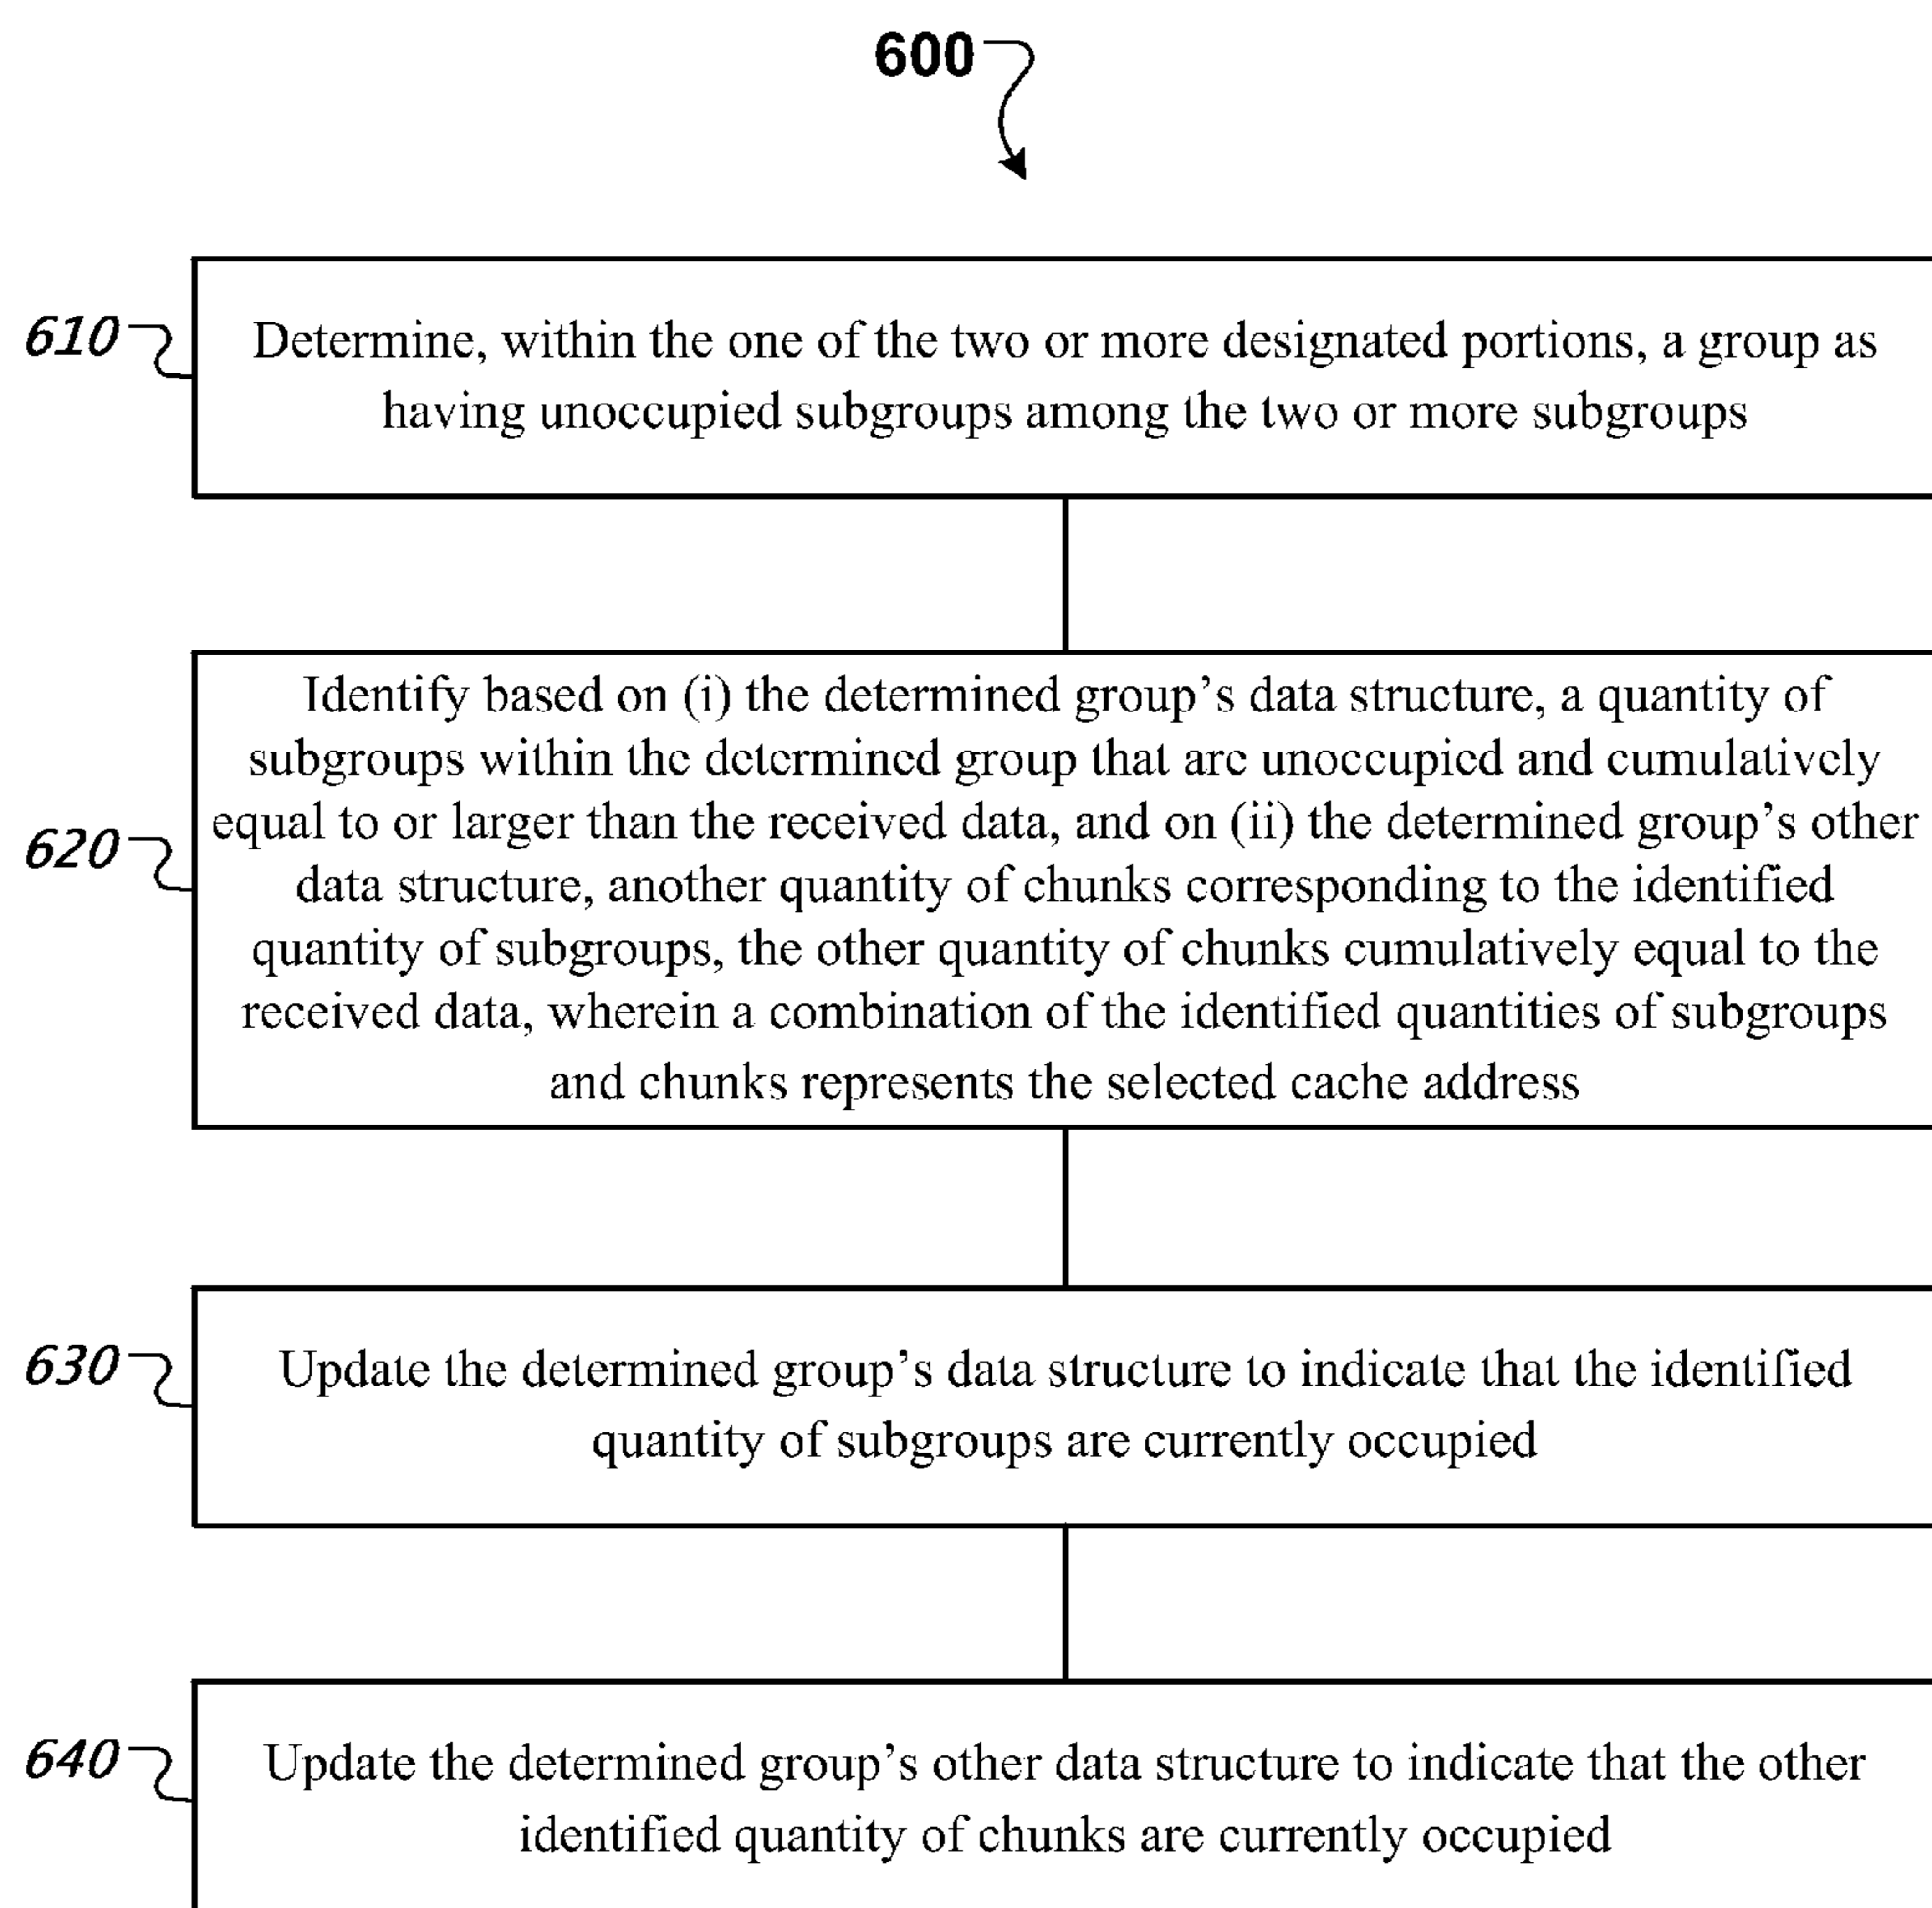 600
610
Determine, within the one of the two or more designated portions, a group as
having unoccupied subgroups among the two or more subgroups
620
Identify based on (i) the determined group’s data structure, a quantity of
subgroups within the determined group that are unoccupied and cumulatively
equal to or larger than the received data, and on (ii) the determined group’s other
data structure, another quantity of chunks corresponding to the identified
quantity of subgroups, the other quantity of chunks cumulatively equal to the
received data, wherein a combination of the identified quantities of subgroups
and chunks represents the selected cache address
630
Update the determined group’s data structure to indicate that the identified
quantity of subgroups are currently occupied
640
Update the determined group’s other data structure to indicate that the other
identified quantity of chunks are currently occupied